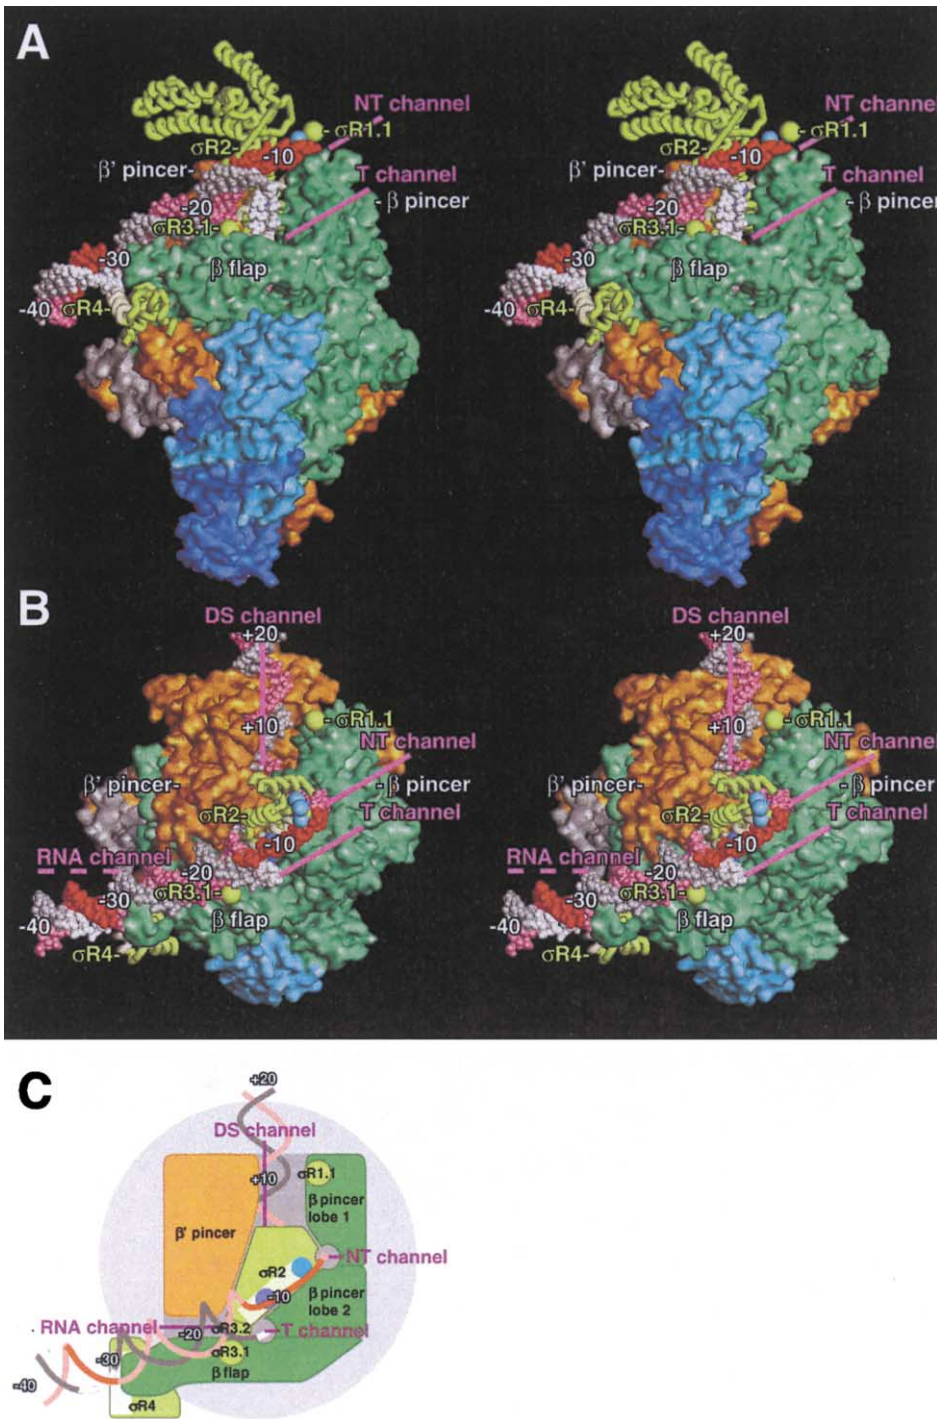 A
NT channel
- σR1.1
σR2-
-10
β' pincer-
T channel
-20
- β pincer
σR3.1-
-30
β flap
-40
σR4-
NT channel
- σR1.1
σR2-
-10
β' pincer-
T channel
-20
- β pincer
σR3.1-
-30
β flap
-40
σR4-
B
DS channel
+20
- σR1.1
+10
NT channel
β' pincer-
- β pincer
σR2-
T channel
-10
RNA channel
-20
σR3.1-
-30
β flap
-40
σR4-
DS channel
+20
- σR1.1
+10
NT channel
β' pincer-
- β pincer
σR2-
T channel
-10
RNA channel
-20
σR3.1-
-30
β flap
-40
σR4-
C
+20
DS channel
+10
σR1.1
β pincer
lobe 1
β' pincer
NT channel
σR2
-10
β pincer
lobe 2
RNA channel
-20
σR3.2
T channel
σR3.1
-30
β flap
-40
σR4